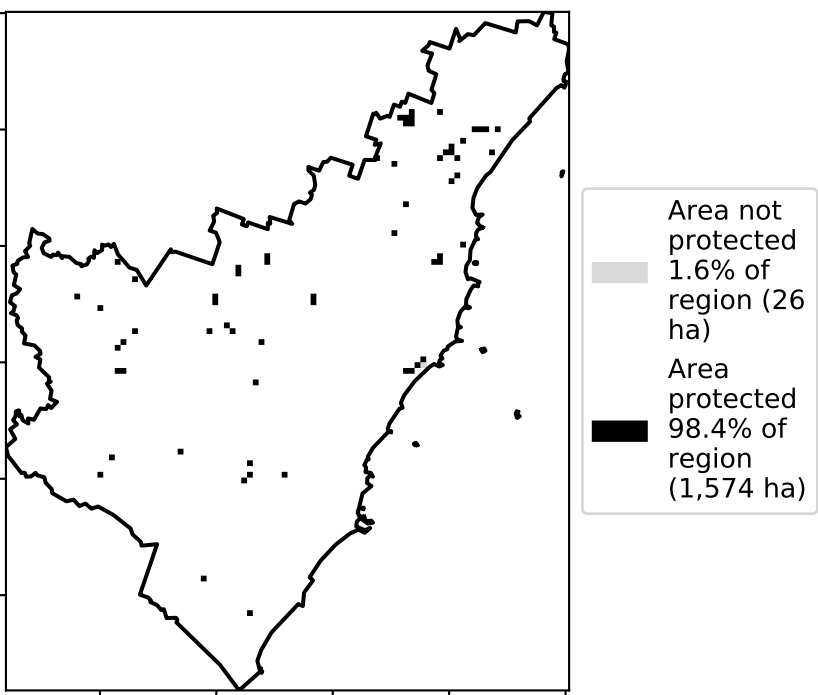 Area not
protected
1.6% of
region (26
ha)
Area
protected
98.4% of
region
(1,574 ha)